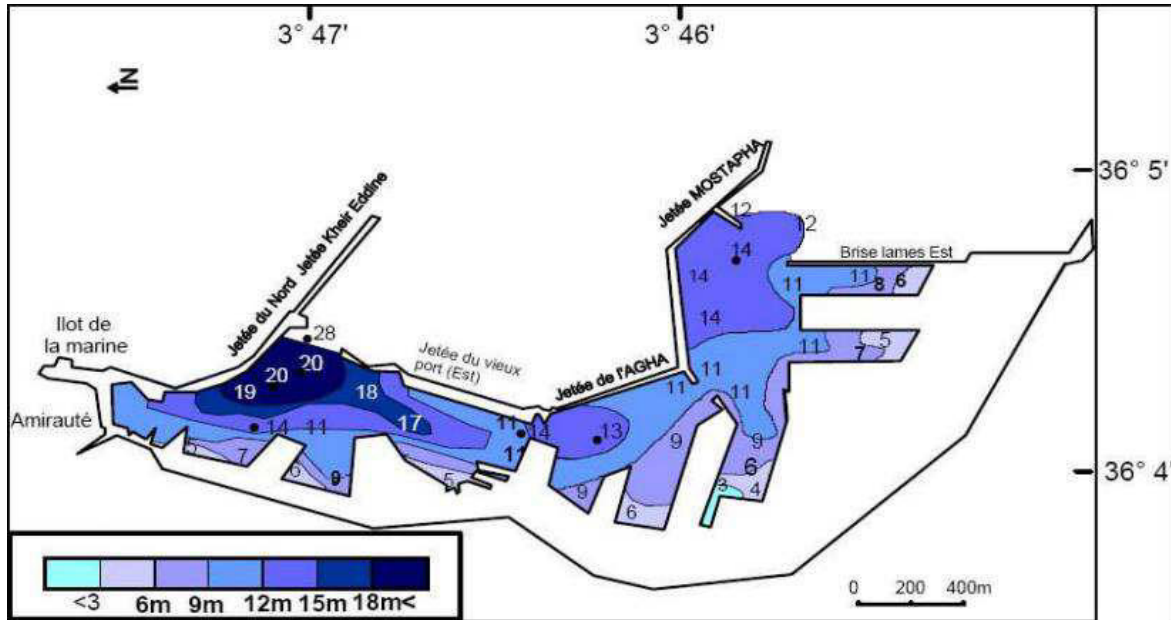 3° 47'
3° 46'
N
36° 5'
36° 4'
Jetée du Nord
Jetée Kheir Eddine
Jetée MOSTAPHA
Brise lames Est
Ilot de
la marine
Amirauté
Jetée du vieux
port (Est)
Jetée de l'AGHA
12
12
14
14
14
11
11
8
6
11
5
7
28
20
20
19
18
17
14
11
5
7
6
9
5
11
14
11
13
11
11
11
9
9
6
9
6
3
4
<3
6m
9m
12m
15m
18m<
0
200
400m